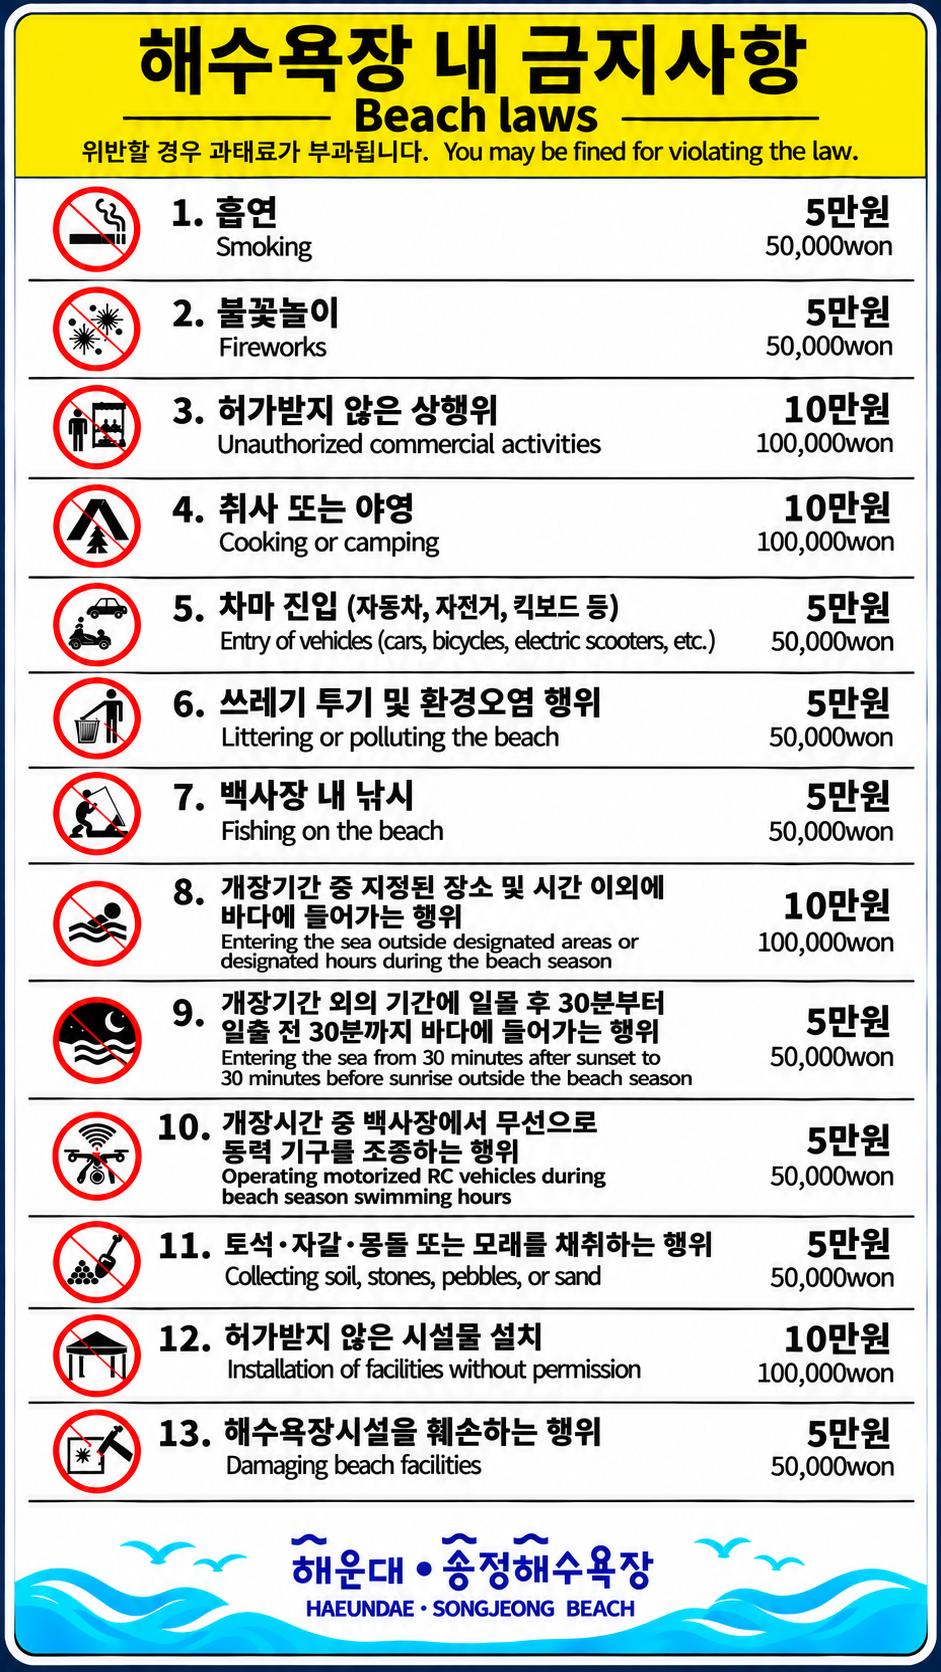 해수욕장 내 금지사항
Beach laws
위반할 경우 과태료가 부과됩니다. You may be fined for violating the law.
1. 흡연 5만원
Smoking 50,000won
2. 불꽃놀이 5만원
Fireworks 50,000won
3. 허가받지 않은 상행위 10만원
Unauthorized commercial activities 100,000won
4. 취사 또는 야영 10만원
Cooking or camping 100,000won
5. 차마 진입 (자동차, 자전거, 킥보드 등) 5만원
Entry of vehicles (cars, bicycles, electric scooters, etc.) 50,000won
6. 쓰레기 투기 및 환경오염 행위 5만원
Littering or polluting the beach 50,000won
7. 백사장 내 낚시 5만원
Fishing on the beach 50,000won
8. 개장기간 중 지정된 장소 및 시간 이외에
바다에 들어가는 행위 10만원
Entering the sea outside designated areas or 100,000won
designated hours during the beach season
9. 개장기간 외의 기간에 일몰 후 30분부터
일출 전 30분까지 바다에 들어가는 행위 5만원
Entering the sea from 30 minutes after sunset to 50,000won
30 minutes before sunrise outside the beach season
10. 개장시간 중 백사장에서 무선으로
동력 기구를 조종하는 행위 5만원
Operating motorized RC vehicles during 50,000won
beach season swimming hours
11. 토석·자갈·몽돌 또는 모래를 채취하는 행위 5만원
Collecting soil, stones, pebbles, or sand 50,000won
12. 허가받지 않은 시설물 설치 10만원
Installation of facilities without permission 100,000won
13. 해수욕장시설을 훼손하는 행위 5만원
Damaging beach facilities 50,000won
해운대 • 송정해수욕장
HAEUNDAE · SONGJEONG BEACH